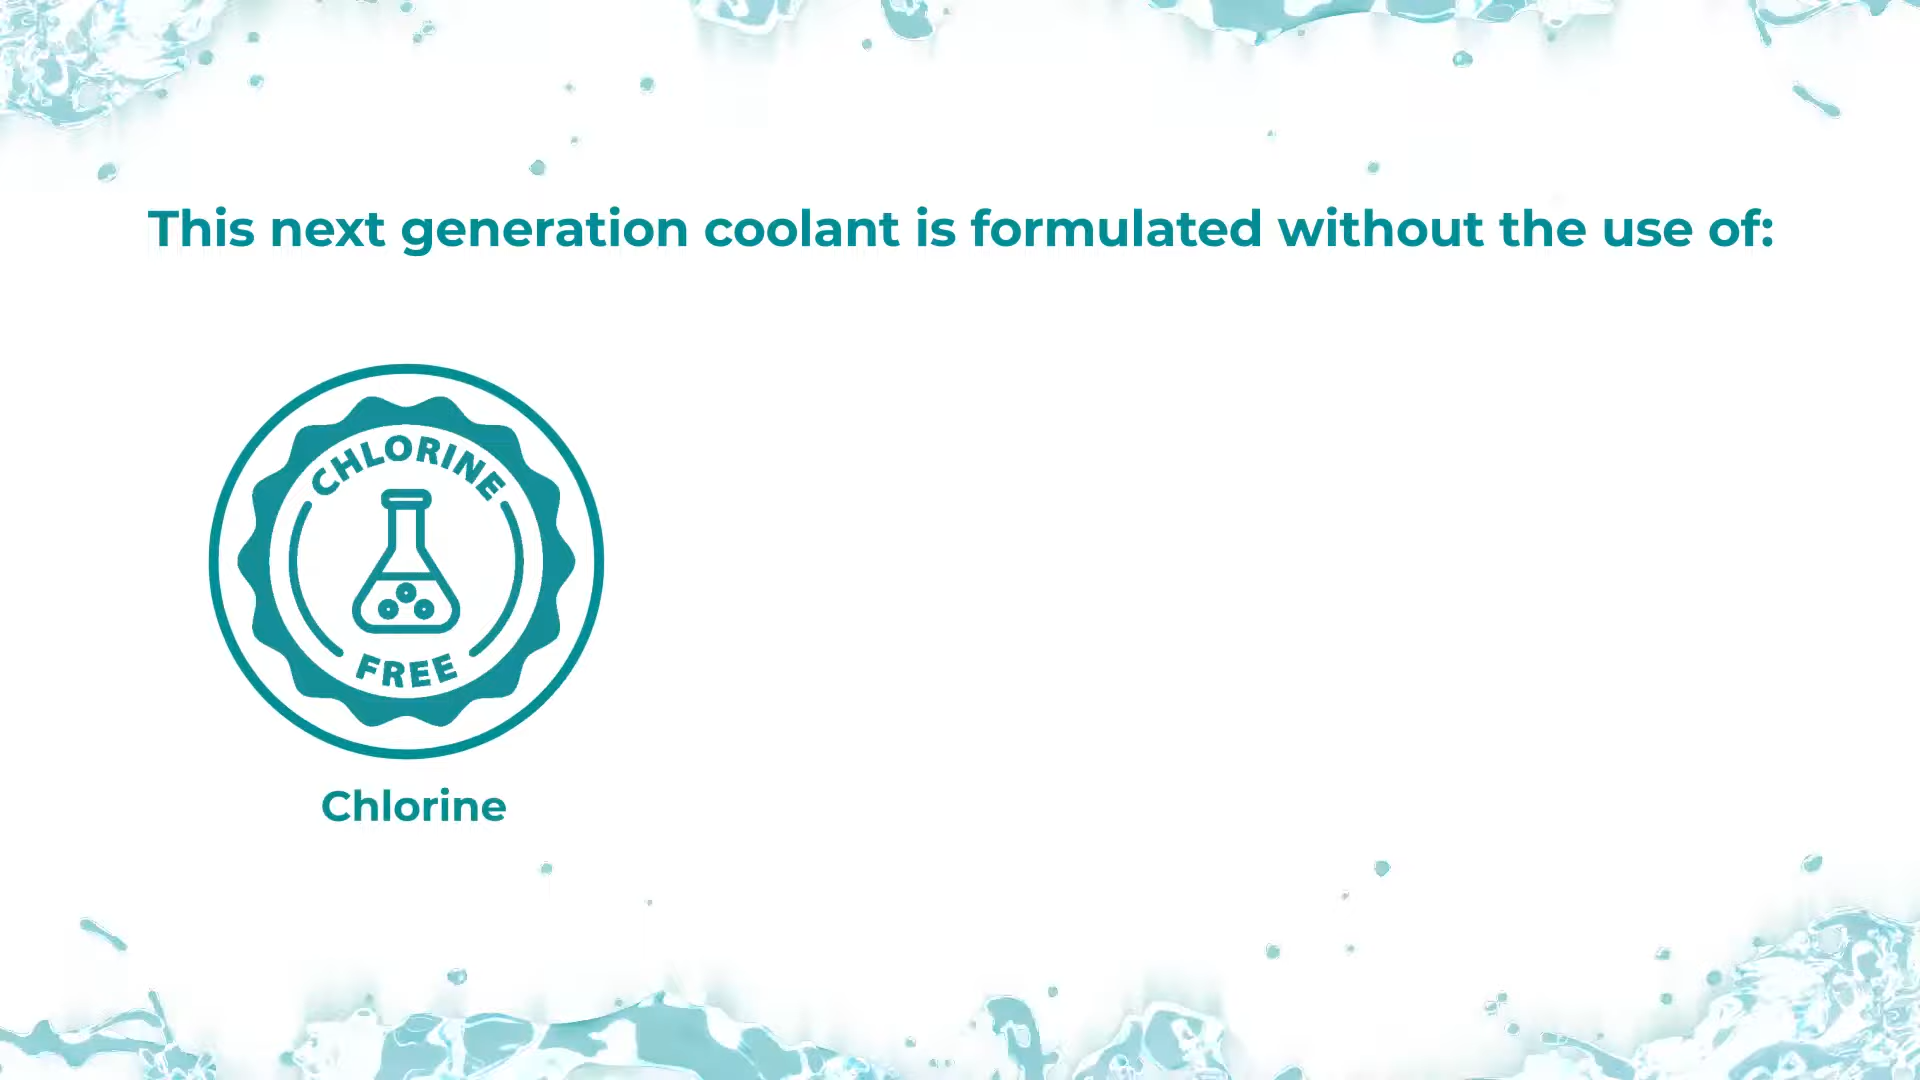 This next generation coolant is formulated without the use of:
CHLORINE
FREE
Chlorine